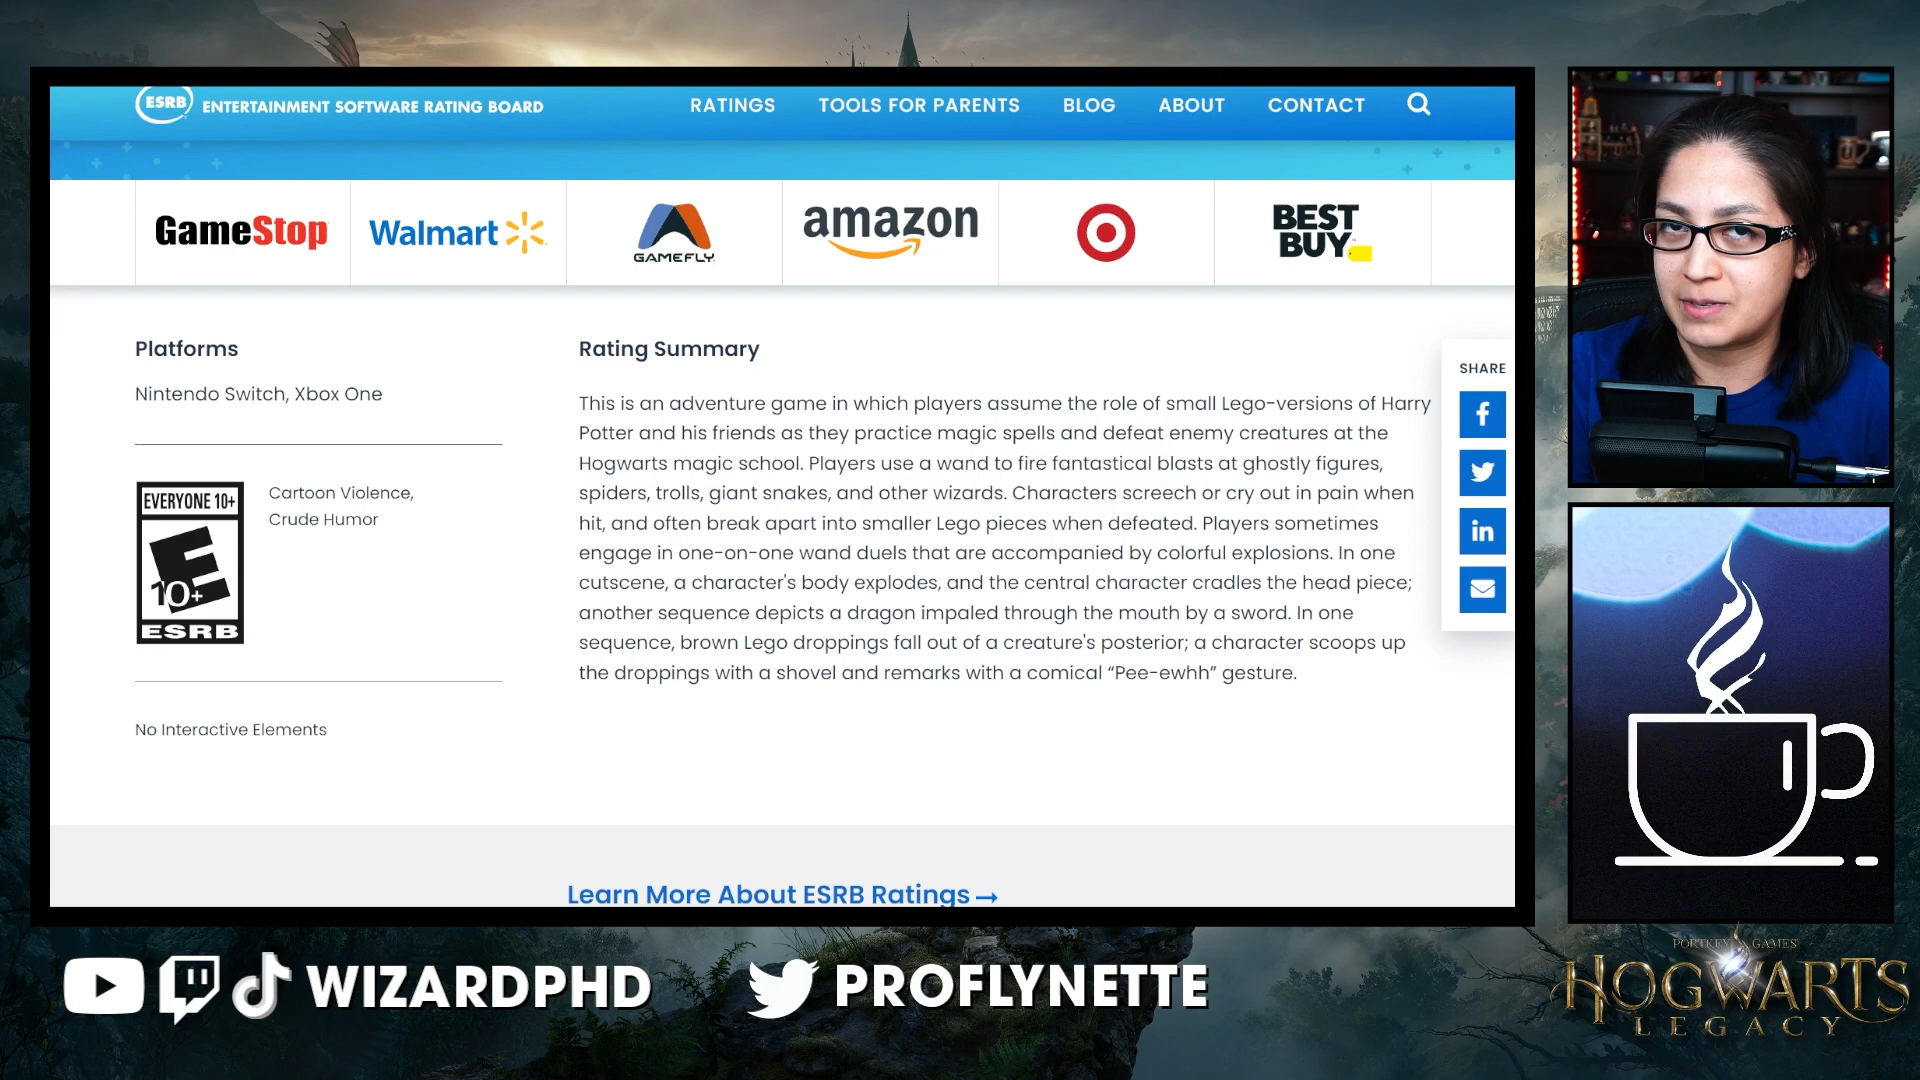 ESRB ENTERTAINMENT SOFTWARE RATING BOARD
RATINGS TOOLS FOR PARENTS BLOG ABOUT CONTACT
GameStop
Walmart
GAMEFLY
amazon
BEST
BUY
Platforms
Nintendo Switch, Xbox One
EVERYONE 10+
E
10+
ESRB
Cartoon Violence,
Crude Humor
No Interactive Elements
Rating Summary
This is an adventure game in which players assume the role of small Lego-versions of Harry
Potter and his friends as they practice magic spells and defeat enemy creatures at the
Hogwarts magic school. Players use a wand to fire fantastical blasts at ghostly figures,
spiders, trolls, giant snakes, and other wizards. Characters screech or cry out in pain when
hit, and often break apart into smaller Lego pieces when defeated. Players sometimes
engage in one-on-one wand duels that are accompanied by colorful explosions. In one
cutscene, a character's body explodes, and the central character cradles the head piece;
another sequence depicts a dragon impaled through the mouth by a sword. In one
sequence, brown Lego droppings fall out of a creature's posterior; a character scoops up
the droppings with a shovel and remarks with a comical “Pee-ewhh” gesture.
SHARE
f
in
Learn More About ESRB Ratings →
WIZARDPHD
PROFLYNETTE
PORTKEY GAMES
HOGWARTS
LEGACY